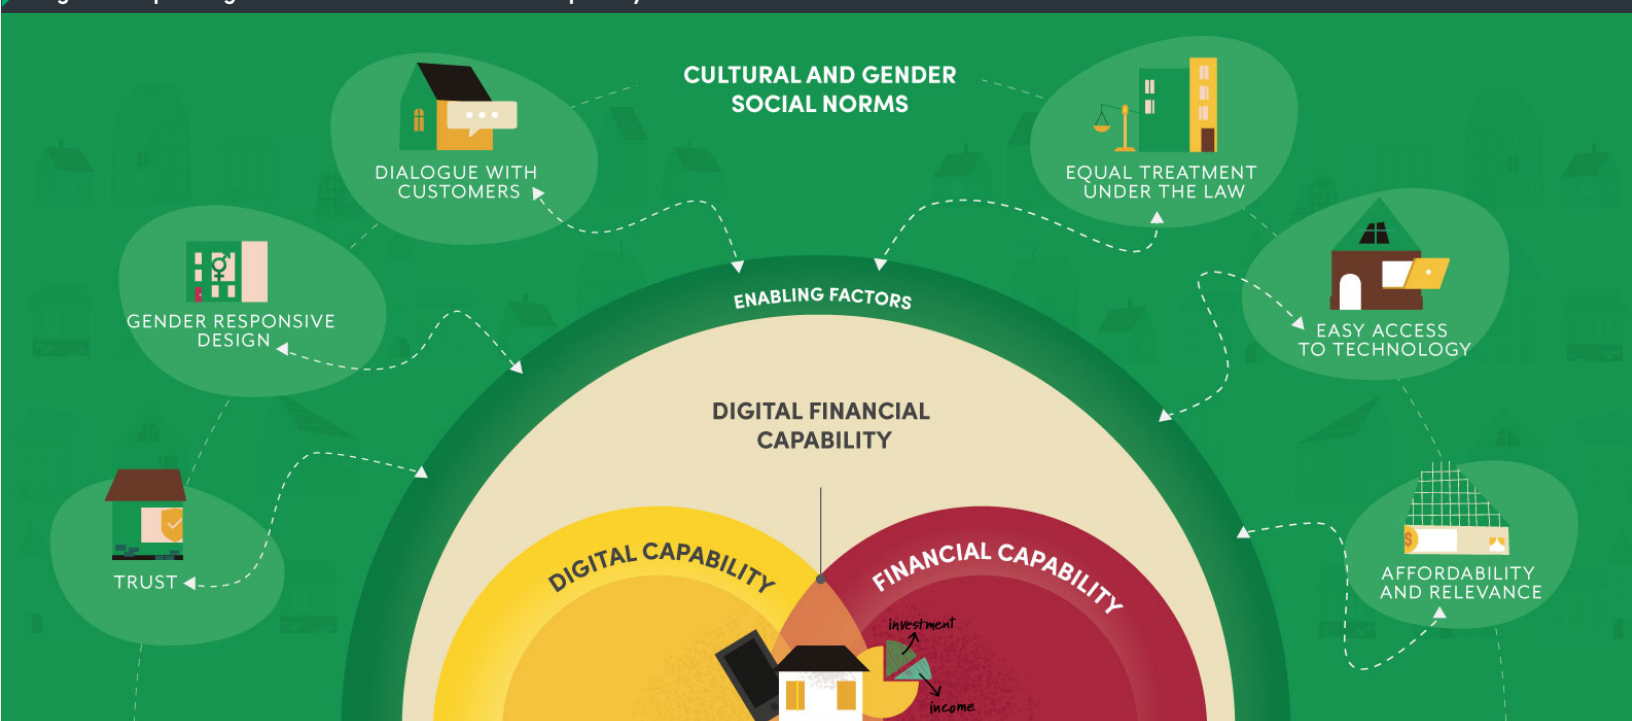 CULTURAL AND GENDER
SOCIAL NORMS
DIALOGUE WITH
CUSTOMERS
EQUAL TREATMENT
UNDER THE LAW
GENDER RESPONSIVE
DESIGN
ENABLING FACTORS
EASY ACCESS
TO TECHNOLOGY
DIGITAL FINANCIAL
CAPABILITY
TRUST
DIGITAL CAPABILITY
FINANCIAL CAPABILITY
AFFORDABILITY
AND RELEVANCE
$
investment
income